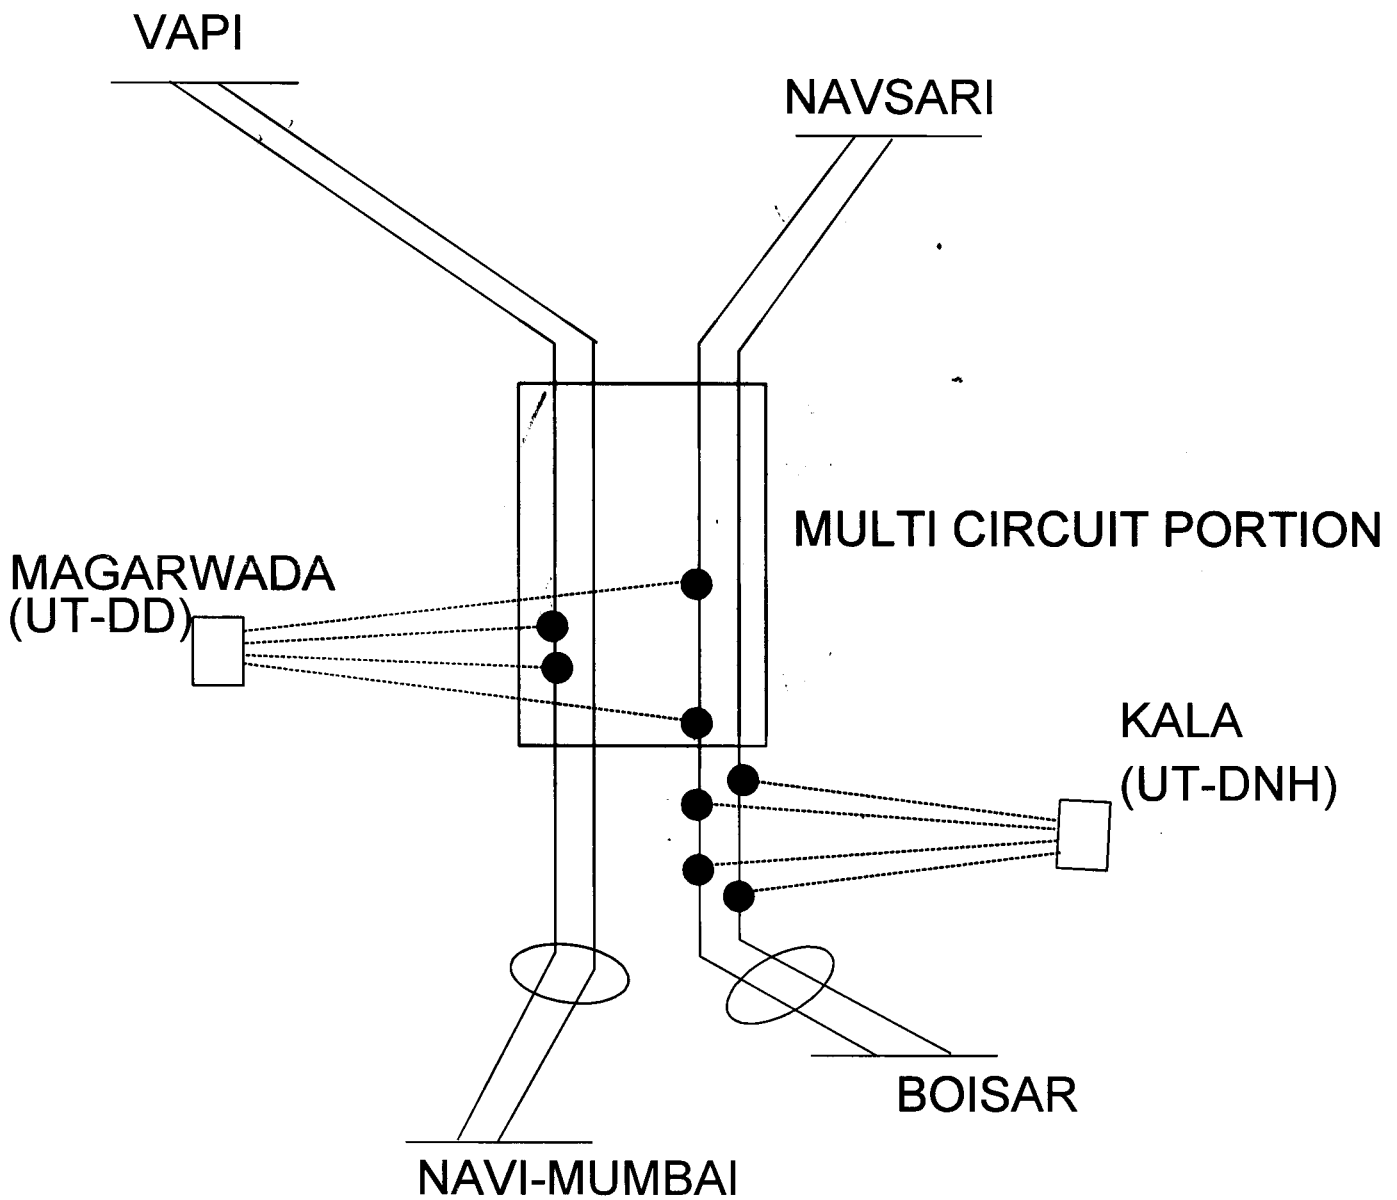 VAPI
NAVSARI
MULTI CIRCUIT PORTION
MAGARWADA
(UT-DD)
KALA
(UT-DNH)
BOISAR
NAVI-MUMBAI